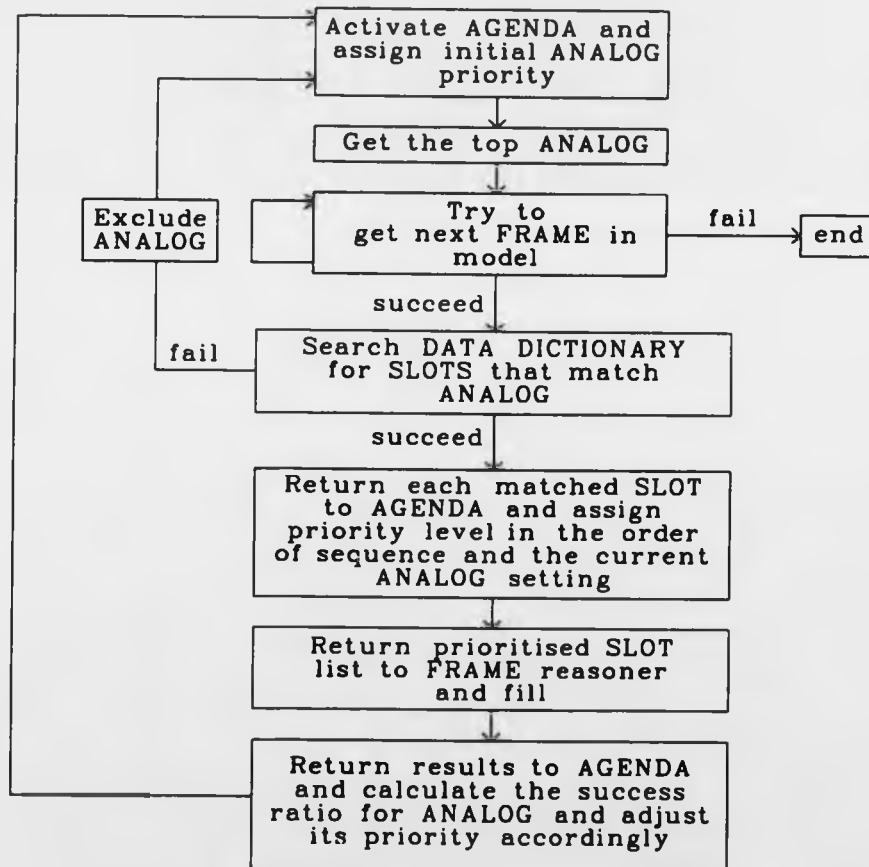 Activate AGENDA and
assign initial ANALOG
priority
Get the top ANALOG
Exclude
ANALOG
Try to
get next FRAME in
model
fail
end
succeed
Search DATA DICTIONARY
for SLOTS that match
ANALOG
fail
succeed
Return each matched SLOT
to AGENDA and assign
priority level in the order
of sequence and the current
ANALOG setting
Return prioritised SLOT
list to FRAME reasoner
and fill
Return results to AGENDA
and calculate the success
ratio for ANALOG and adjust
its priority accordingly